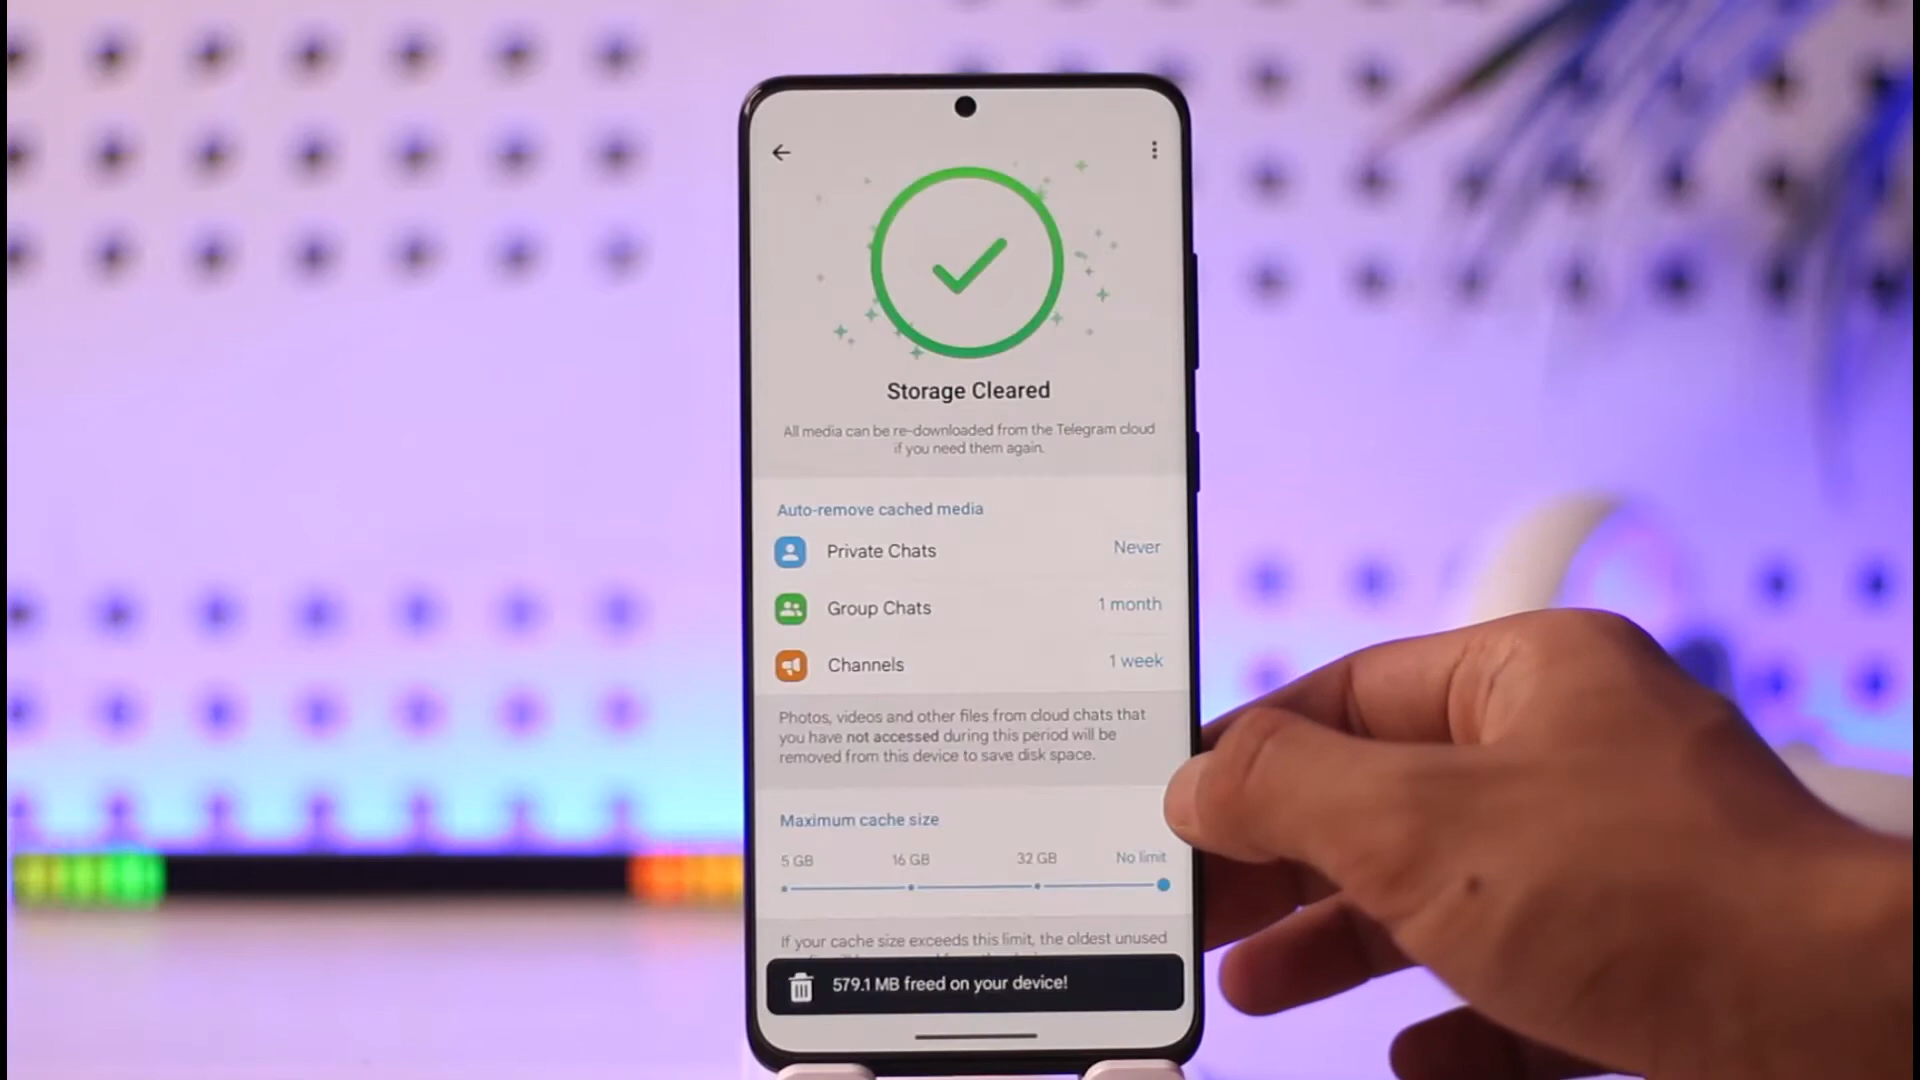 Storage Cleared
All media can be re-downloaded from the Telegram cloud
if you need them again.
Auto-remove cached media
Private Chats Never
Group Chats 1 month
Channels 1 week
Photos, videos and other files from cloud chats that
you have not accessed during this period will be
removed from this device to save disk space.
Maximum cache size
5 GB 16 GB 32 GB No limit
If your cache size exceeds this limit, the oldest unused
579.1 MB freed on your device!